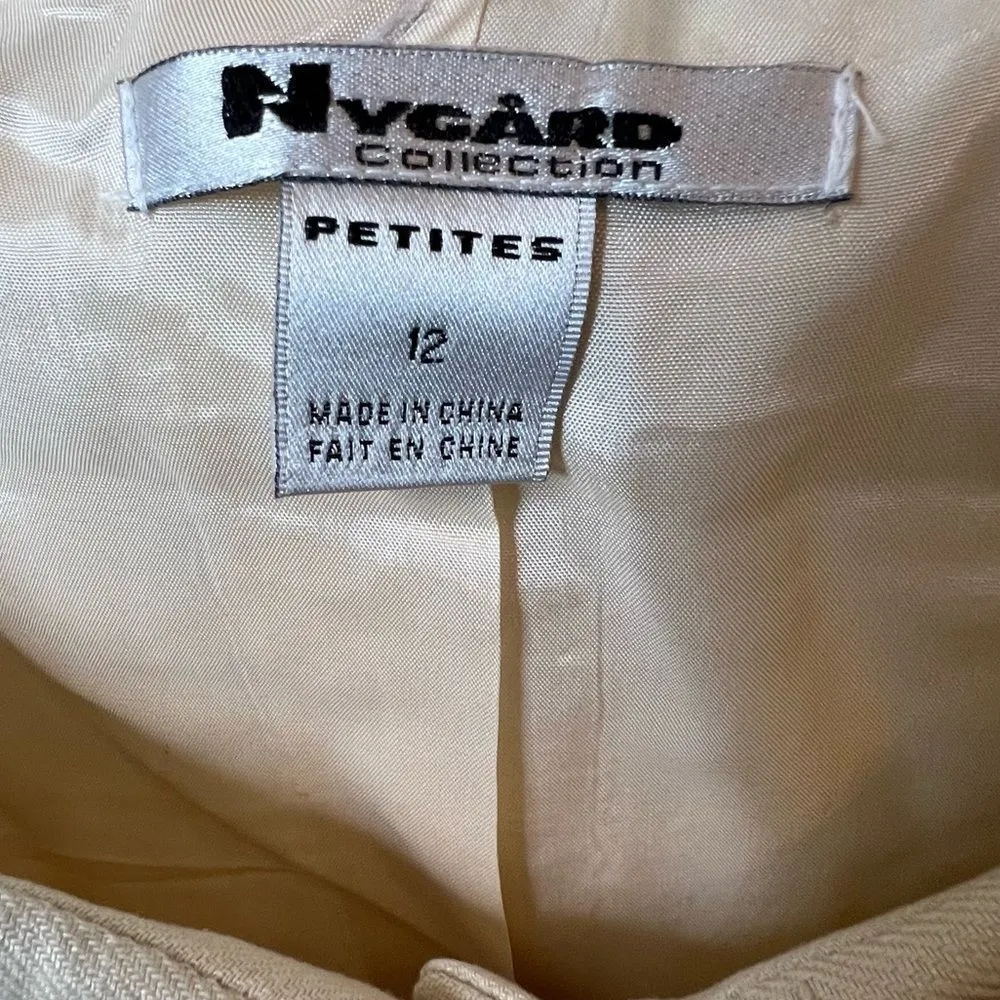 NYGÅRD
Collection
PETITES
12
MADE IN CHINA
FAIT EN CHINE